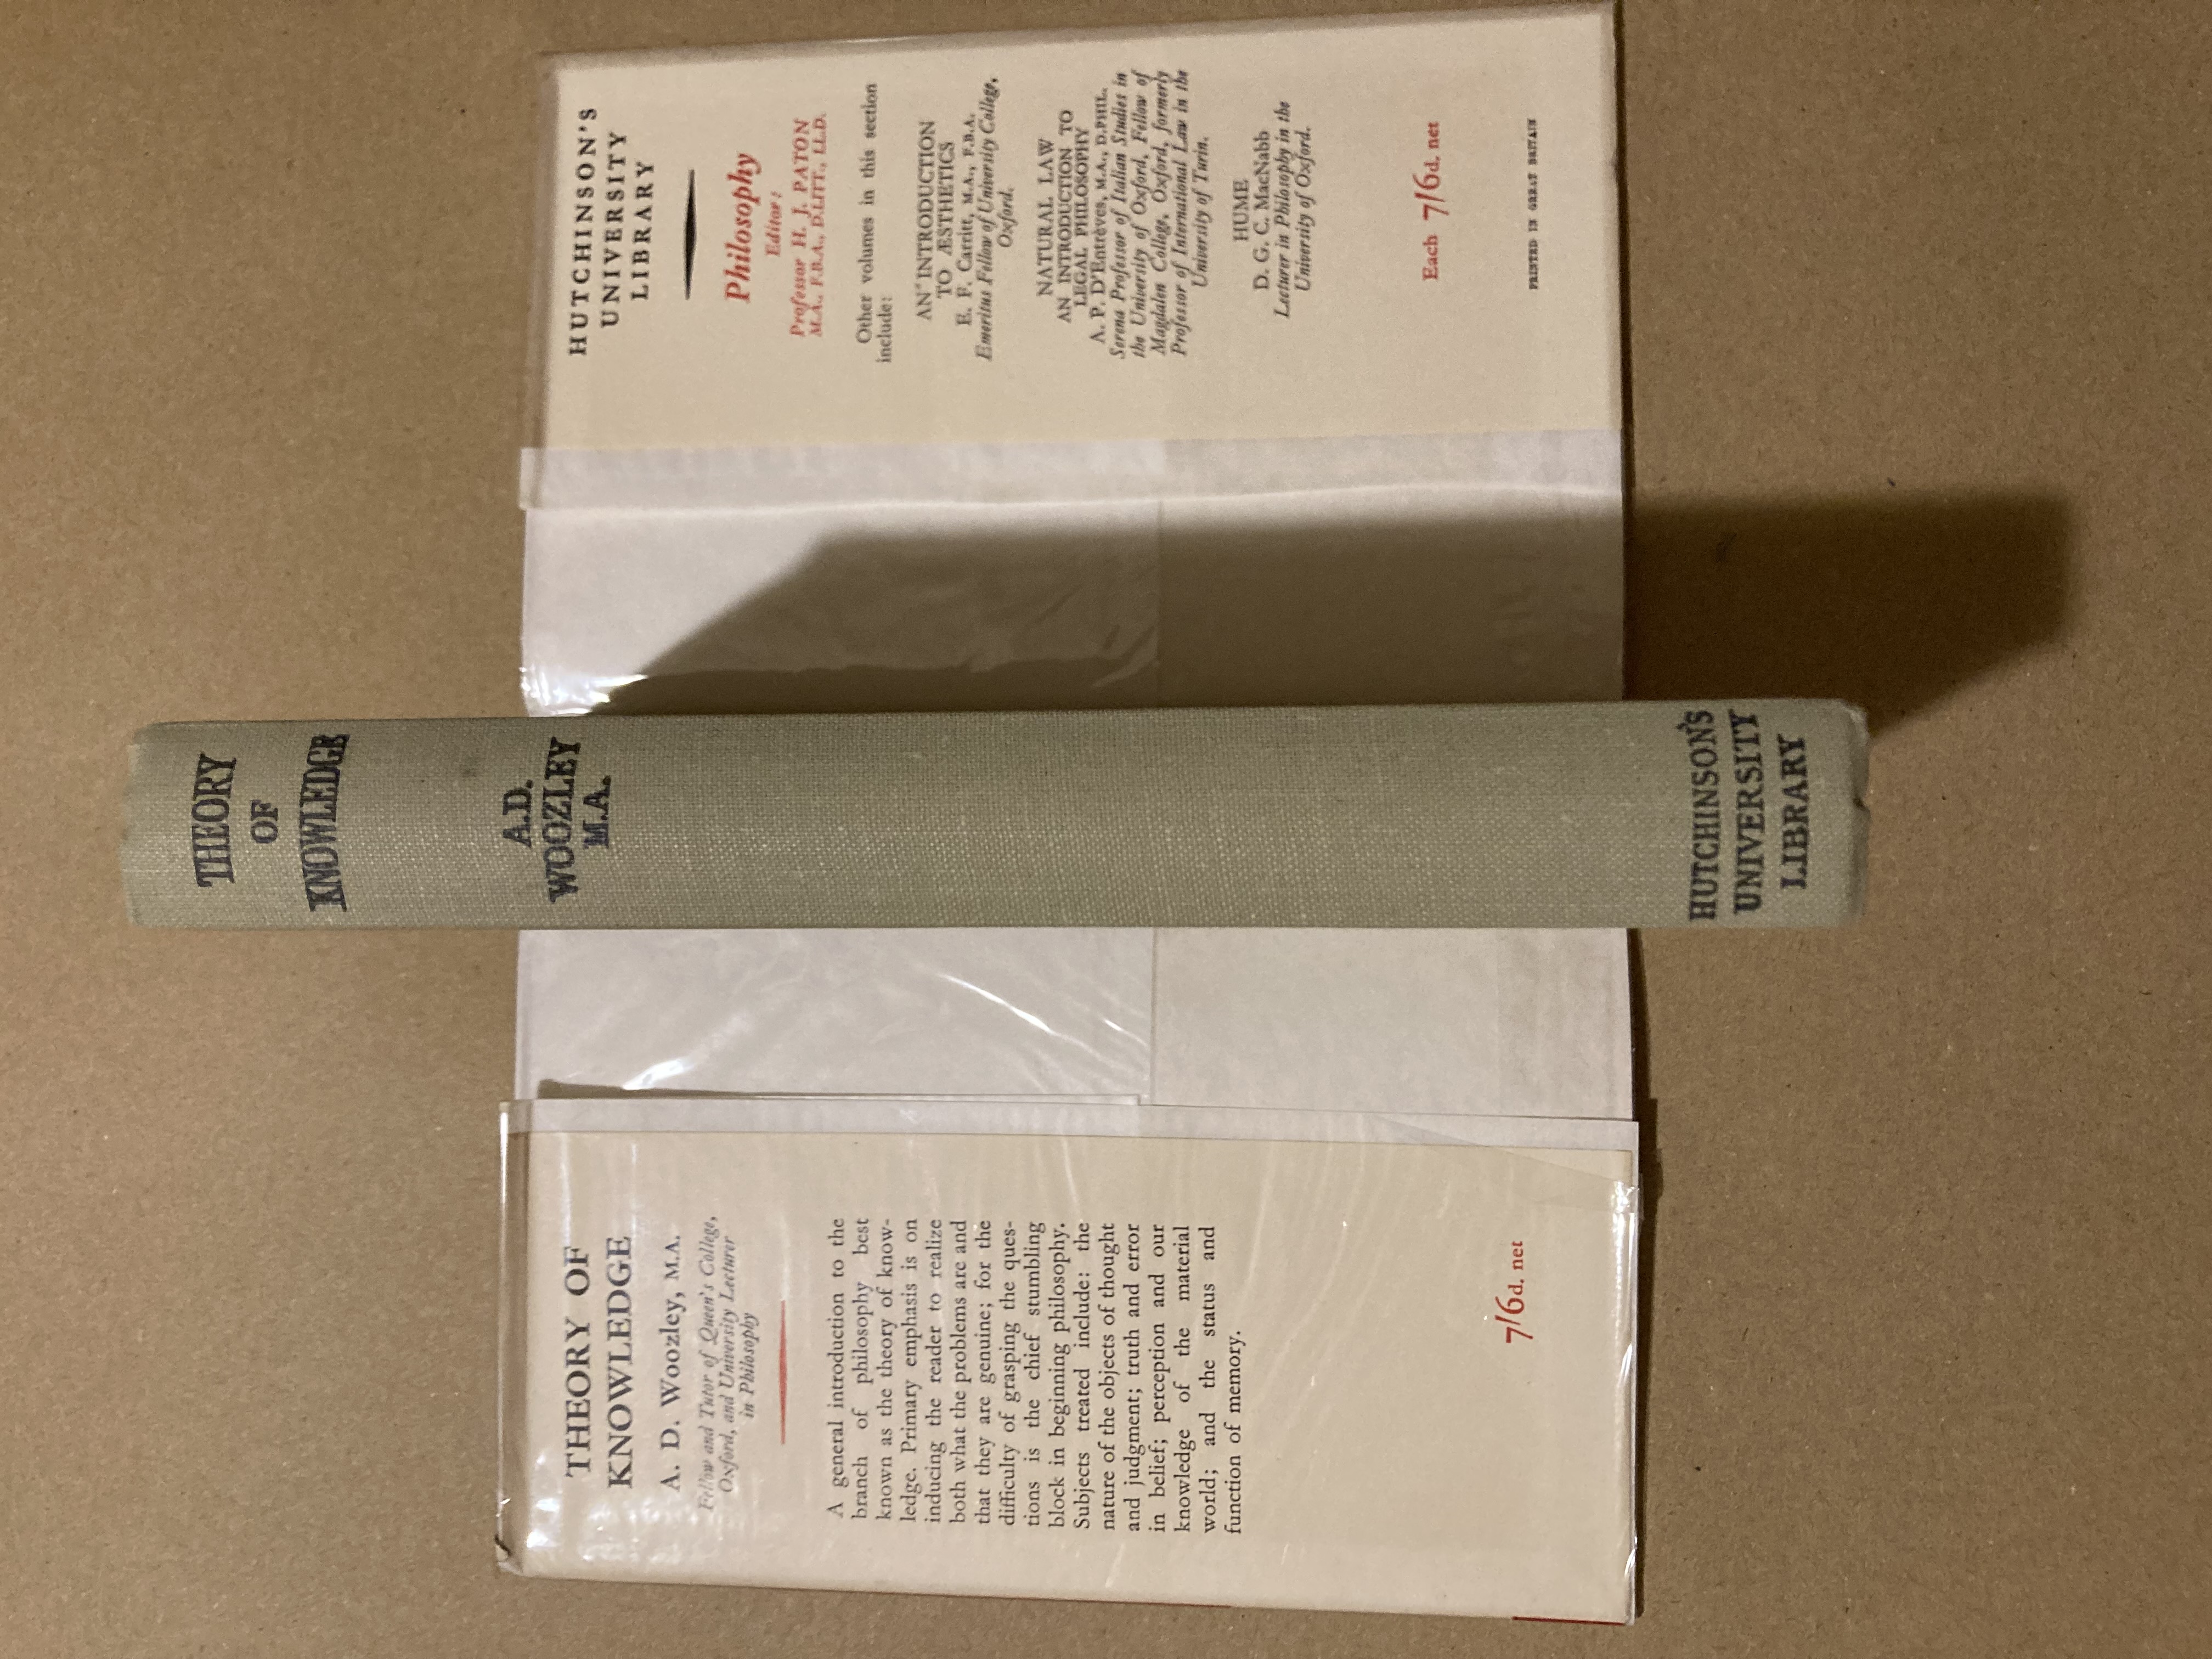 THEORY OF
KNOWLEDGE
A. D. Woozley, M.A.
Fellow and Tutor of Queen's College,
Oxford, and University Lecturer
in Philosophy
A general introduction to the
branch of philosophy best
known as the theory of know-
ledge. Primary emphasis is on
inducing the reader to realize
both what the problems are and
that they are genuine; for the
difficulty of grasping the ques-
tions is the chief stumbling
block in beginning philosophy.
Subjects treated include: the
nature of the objects of thought
and judgment; truth and error
in belief; perception and our
knowledge of the material
world; and the status and
function of memory.
7/6d. net
THEORY
OF
KNOWLEDGE
A.D.
WOOZLEY
M.A.
HUTCHINSON'S
UNIVERSITY
LIBRARY
HUTCHINSON'S
UNIVERSITY
LIBRARY
Philosophy
Editor:
Professor H. J. PATON
M.A., F.B.A., D.LITT., LL.D.
Other volumes in this section
include:
AN INTRODUCTION
TO ÆSTHETICS
E. F. Carritt, M.A., F.B.A.
Emeritus Fellow of University College,
Oxford.
NATURAL LAW
AN INTRODUCTION TO
LEGAL PHILOSOPHY
A. P. D'Entrèves, M.A., D.PHIL.
Serena Professor of Italian Studies in
the University of Oxford, Fellow of
Magdalen College, Oxford, formerly
Professor of International Law in the
University of Turin.
HUME
D. G. C. MacNabb
Lecturer in Philosophy in the
University of Oxford.
Each 7/6d. net
PRINTED IN GREAT BRITAIN